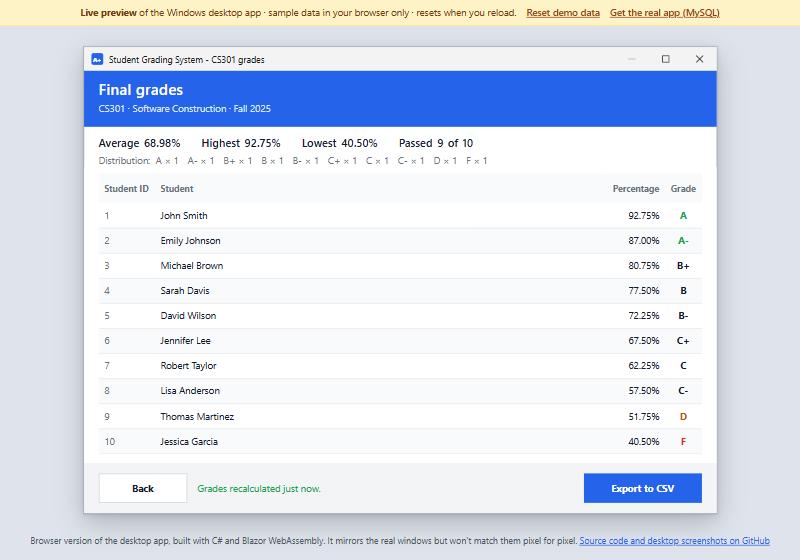 Live preview of the Windows desktop app · sample data in your browser only · resets when you reload. Reset demo data Get the real app (MySQL)
A+ Student Grading System - CS301 grades
Final grades
CS301 · Software Construction · Fall 2025
Average 68.98% Highest 92.75% Lowest 40.50% Passed 9 of 10
Distribution: A × 1 A- × 1 B+ × 1 B × 1 B- × 1 C+ × 1 C × 1 C- × 1 D × 1 F × 1
Student ID Student Percentage Grade
1 John Smith 92.75% A
2 Emily Johnson 87.00% A-
3 Michael Brown 80.75% B+
4 Sarah Davis 77.50% B
5 David Wilson 72.25% B-
6 Jennifer Lee 67.50% C+
7 Robert Taylor 62.25% C
8 Lisa Anderson 57.50% C-
9 Thomas Martinez 51.75% D
10 Jessica Garcia 40.50% F
Back Grades recalculated just now. Export to CSV
Browser version of the desktop app, built with C# and Blazor WebAssembly. It mirrors the real windows but won't match them pixel for pixel. Source code and desktop screenshots on GitHub